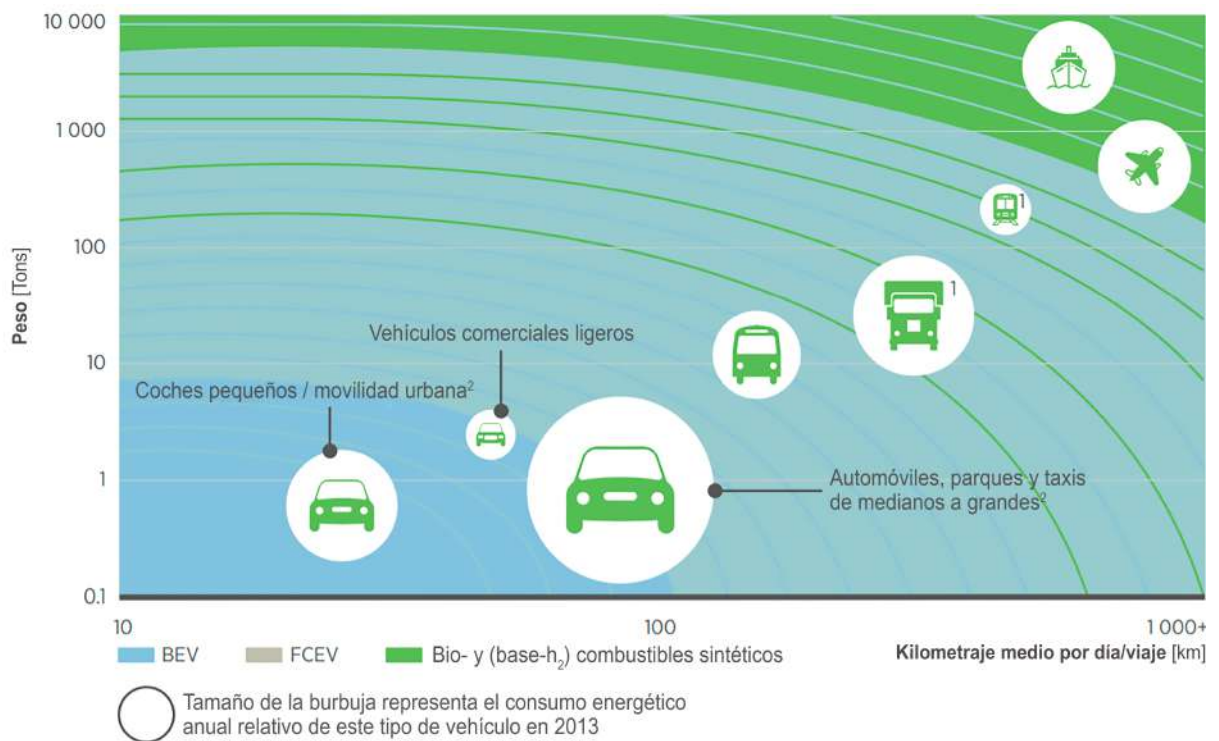 10 000
1 000
100
10
1
0.1
Peso [Tons]
1
1
Vehículos comerciales ligeros
Coches pequeños / movilidad urbana²
Automóviles, parques y taxis
de medianos a grandes²
10
100
1 000+
BEV
FCEV
Bio- y (base-h₂) combustibles sintéticos
Kilometraje medio por día/viaje [km]
Tamaño de la burbuja representa el consumo energético
anual relativo de este tipo de vehículo en 2013